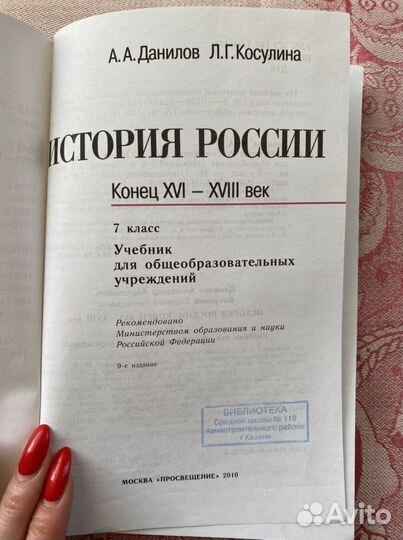 А.А.Данилов Л.Г.Косулина
ИСТОРИЯ РОССИИ
Конец XVI – XVIII век
7 класс
Учебник
для общеобразовательных
учреждений
Рекомендовано
Министерством образования и науки
Российской Федерации
9-е издание
БИБЛИОТЕКА
Средней школы № 119
Авиастроительного района
г Казани
МОСКВА «ПРОСВЕЩЕНИЕ» 2010
Avito